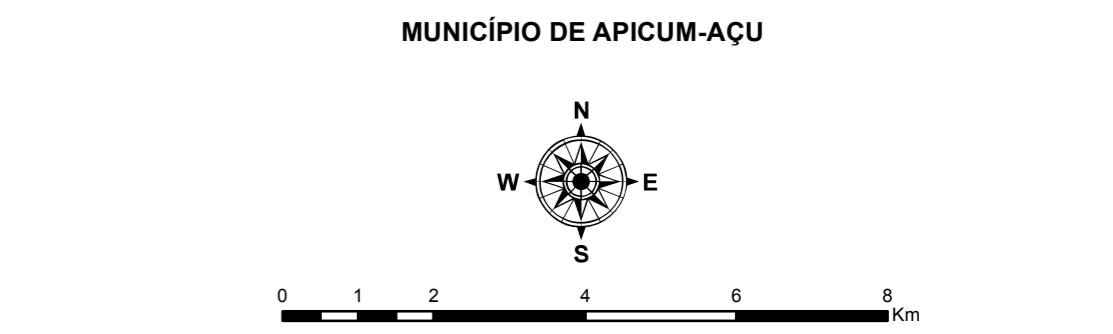 MUNICÍPIO DE APICUM-AÇU
N
W E
S
0 1 2 4 6 8
Km